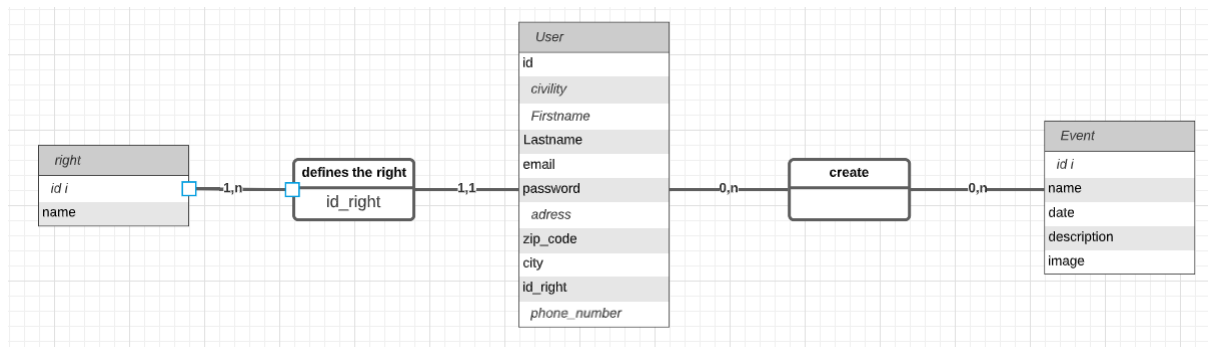 right
id i
name
1,n
defines the right
id_right
1,1
User
id
civility
Firstname
Lastname
email
password
adress
zip_code
city
id_right
phone_number
0,n
create
0,n
Event
id i
name
date
description
image